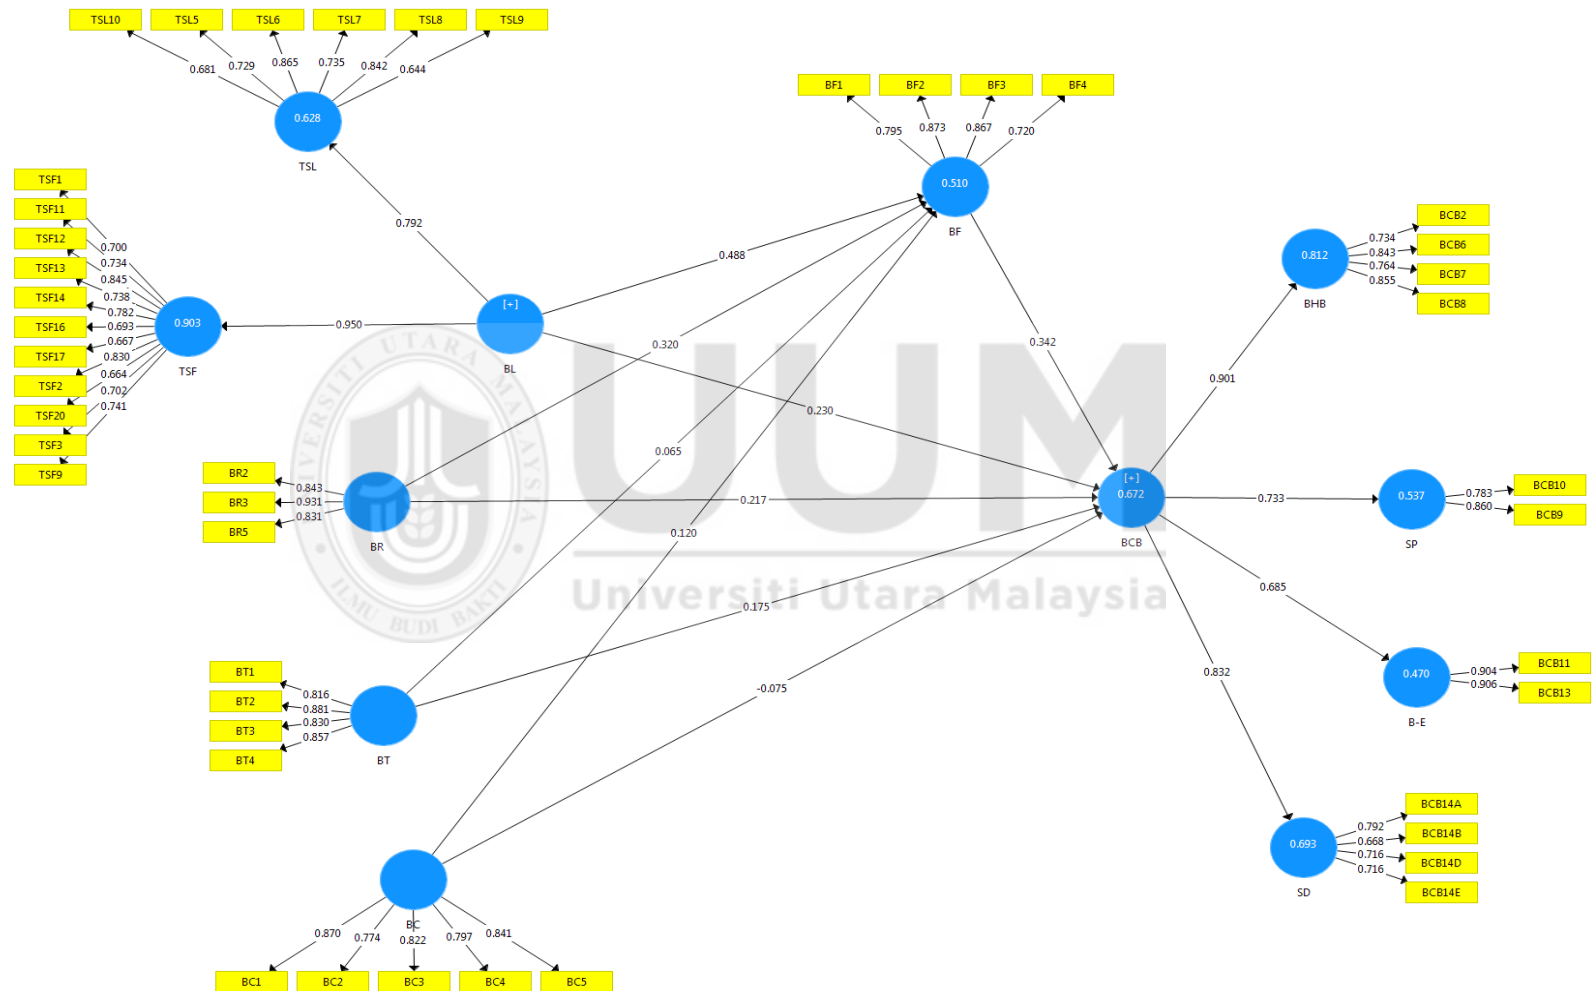 TSL10 TSL5 TSL6 TSL7 TSL8 TSL9
0.681 0.729 0.865 0.735 0.842 0.644
0.628
TSL
BF1 BF2 BF3 BF4
0.795 0.873 0.867 0.720
0.510
BF
TSF1
TSF11
TSF12
TSF13
TSF14
TSF16
TSF17
TSF2
TSF20
TSF3
TSF9
0.700
0.734
0.845
0.738
0.782
0.693
0.667
0.830
0.664
0.702
0.741
0.903
TSF
0.792
0.950
[+]
BL
0.488
0.320
0.230
0.065
0.342
0.217
0.120
0.175
-0.075
BR2
BR3
BR5
0.843
0.931
0.831
BR
BT1
BT2
BT3
BT4
0.816
0.881
0.830
0.857
BT
BC
0.870 0.774 0.822 0.797 0.841
BC1 BC2 BC3 BC4 BC5
[+]
0.672
BCB
0.901
0.733
0.685
0.832
0.812
BHB
0.734
0.843
0.764
0.855
BCB2
BCB6
BCB7
BCB8
0.537
SP
0.783
0.860
BCB10
BCB9
0.470
B-E
0.904
0.906
BCB11
BCB13
0.693
SD
0.792
0.668
0.716
0.716
BCB14A
BCB14B
BCB14D
BCB14E
UNIVERSITI UTARA MALAYSIA
ILMU BUDI BAKTI
UUM
Universiti Utara Malaysia